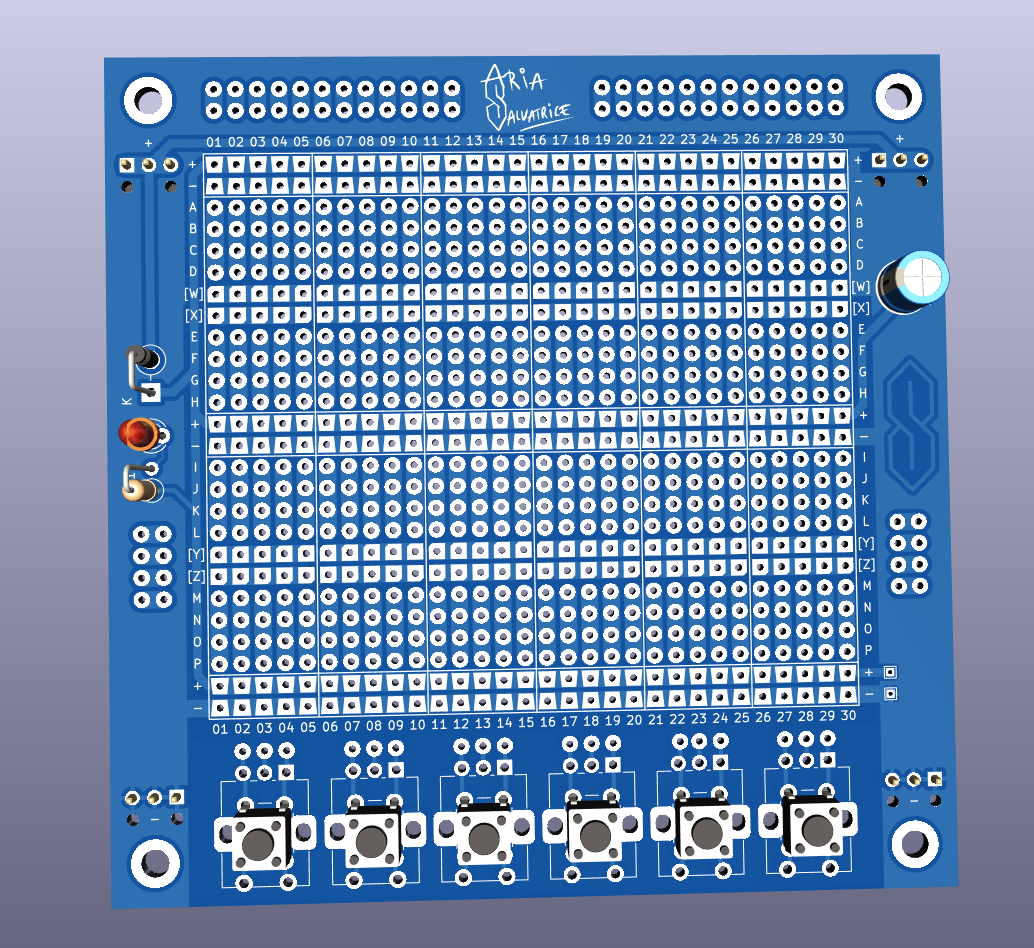 ARIA
SALVATRICE
01 02 03 04 05 06 07 08 09 10 11 12 13 14 15 16 17 18 19 20 21 22 23 24 25 26 27 28 29 30
+ +
+ +
− −
A A
B B
C C
D D
[W] [W]
[X] [X]
E E
F F
G G
K
H H
+ +
− −
I I
J J
K K
L L
[Y] [Y]
[Z] [Z]
M M
N N
O O
P P
+ +
− −
01 02 03 04 05 06 07 08 09 10 11 12 13 14 15 16 17 18 19 20 21 22 23 24 25 26 27 28 29 30
− −